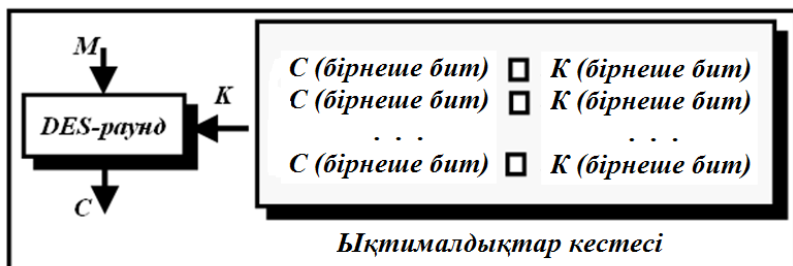 M
DES-раунд
K
C
C (бірнеше бит) □ K (бірнеше бит)
C (бірнеше бит) □ K (бірнеше бит)
. . . . . .
C (бірнеше бит) □ K (бірнеше бит)
Ықтималдықтар кестесі